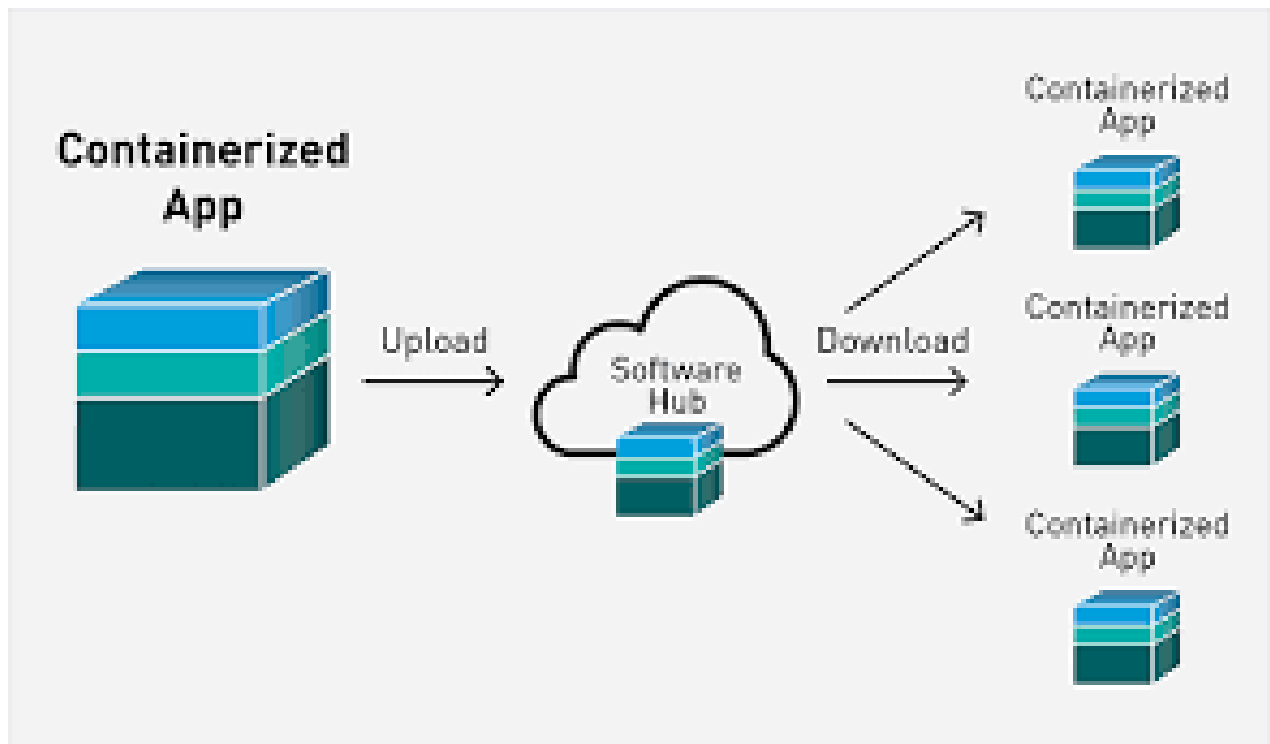 Containerized
App
Upload
Software
Hub
Download
Containerized
App
Containerized
App
Containerized
App